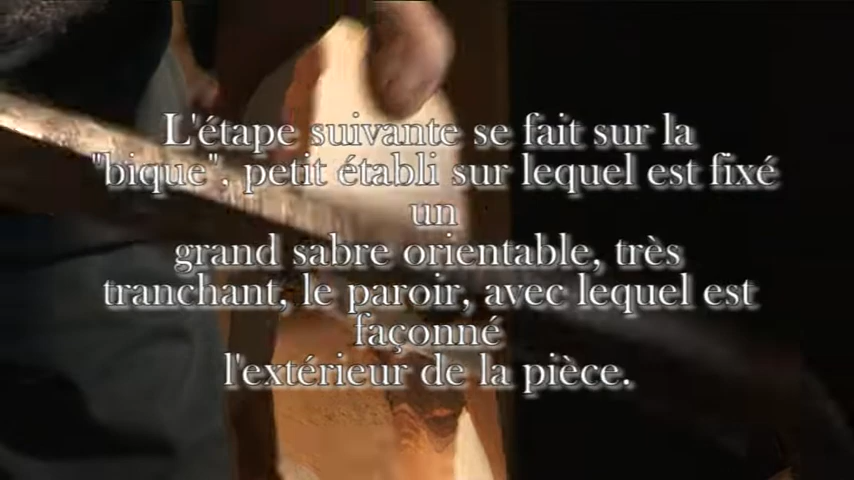 L'étape suivante se fait sur la
"bique", petit établi sur lequel est fixé
un
grand sabre orientable, très
tranchant, le paroir, avec lequel est
façonné
l'extérieur de la pièce.